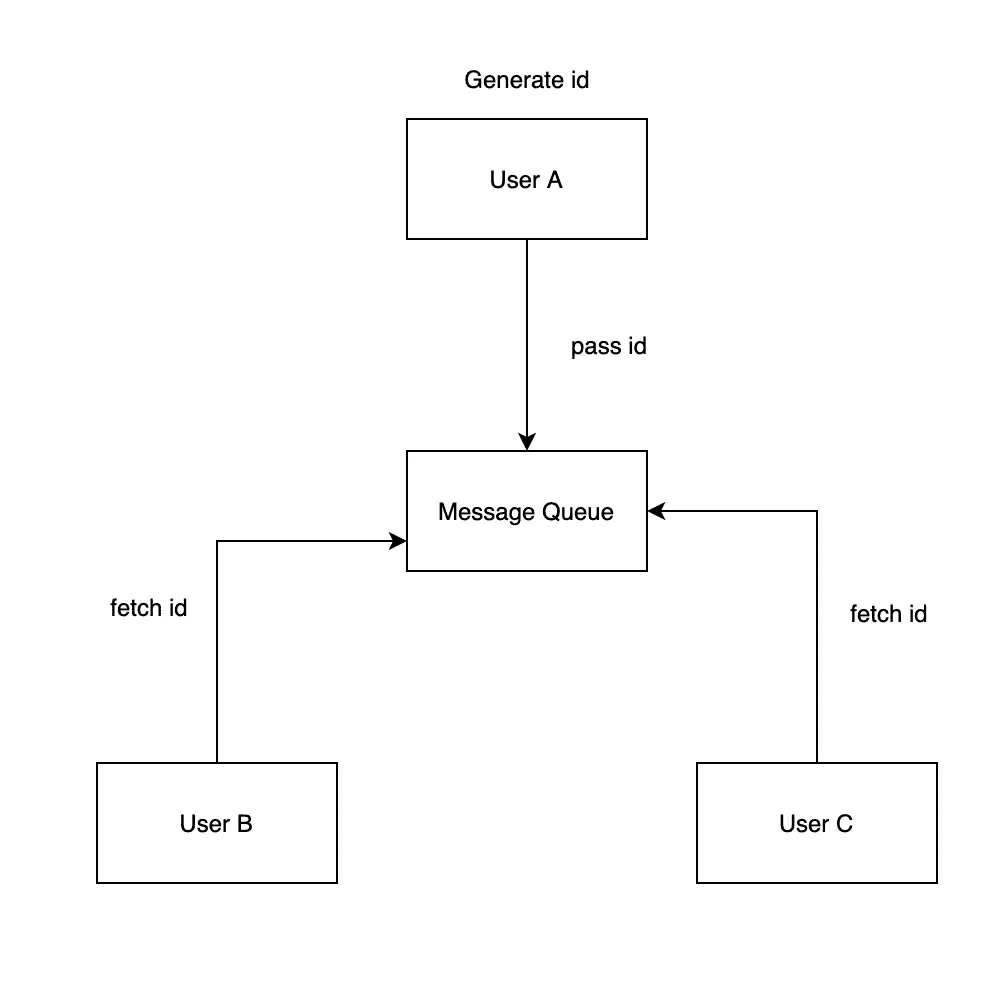 Generate id
User A
pass id
Message Queue
fetch id
fetch id
User B
User C